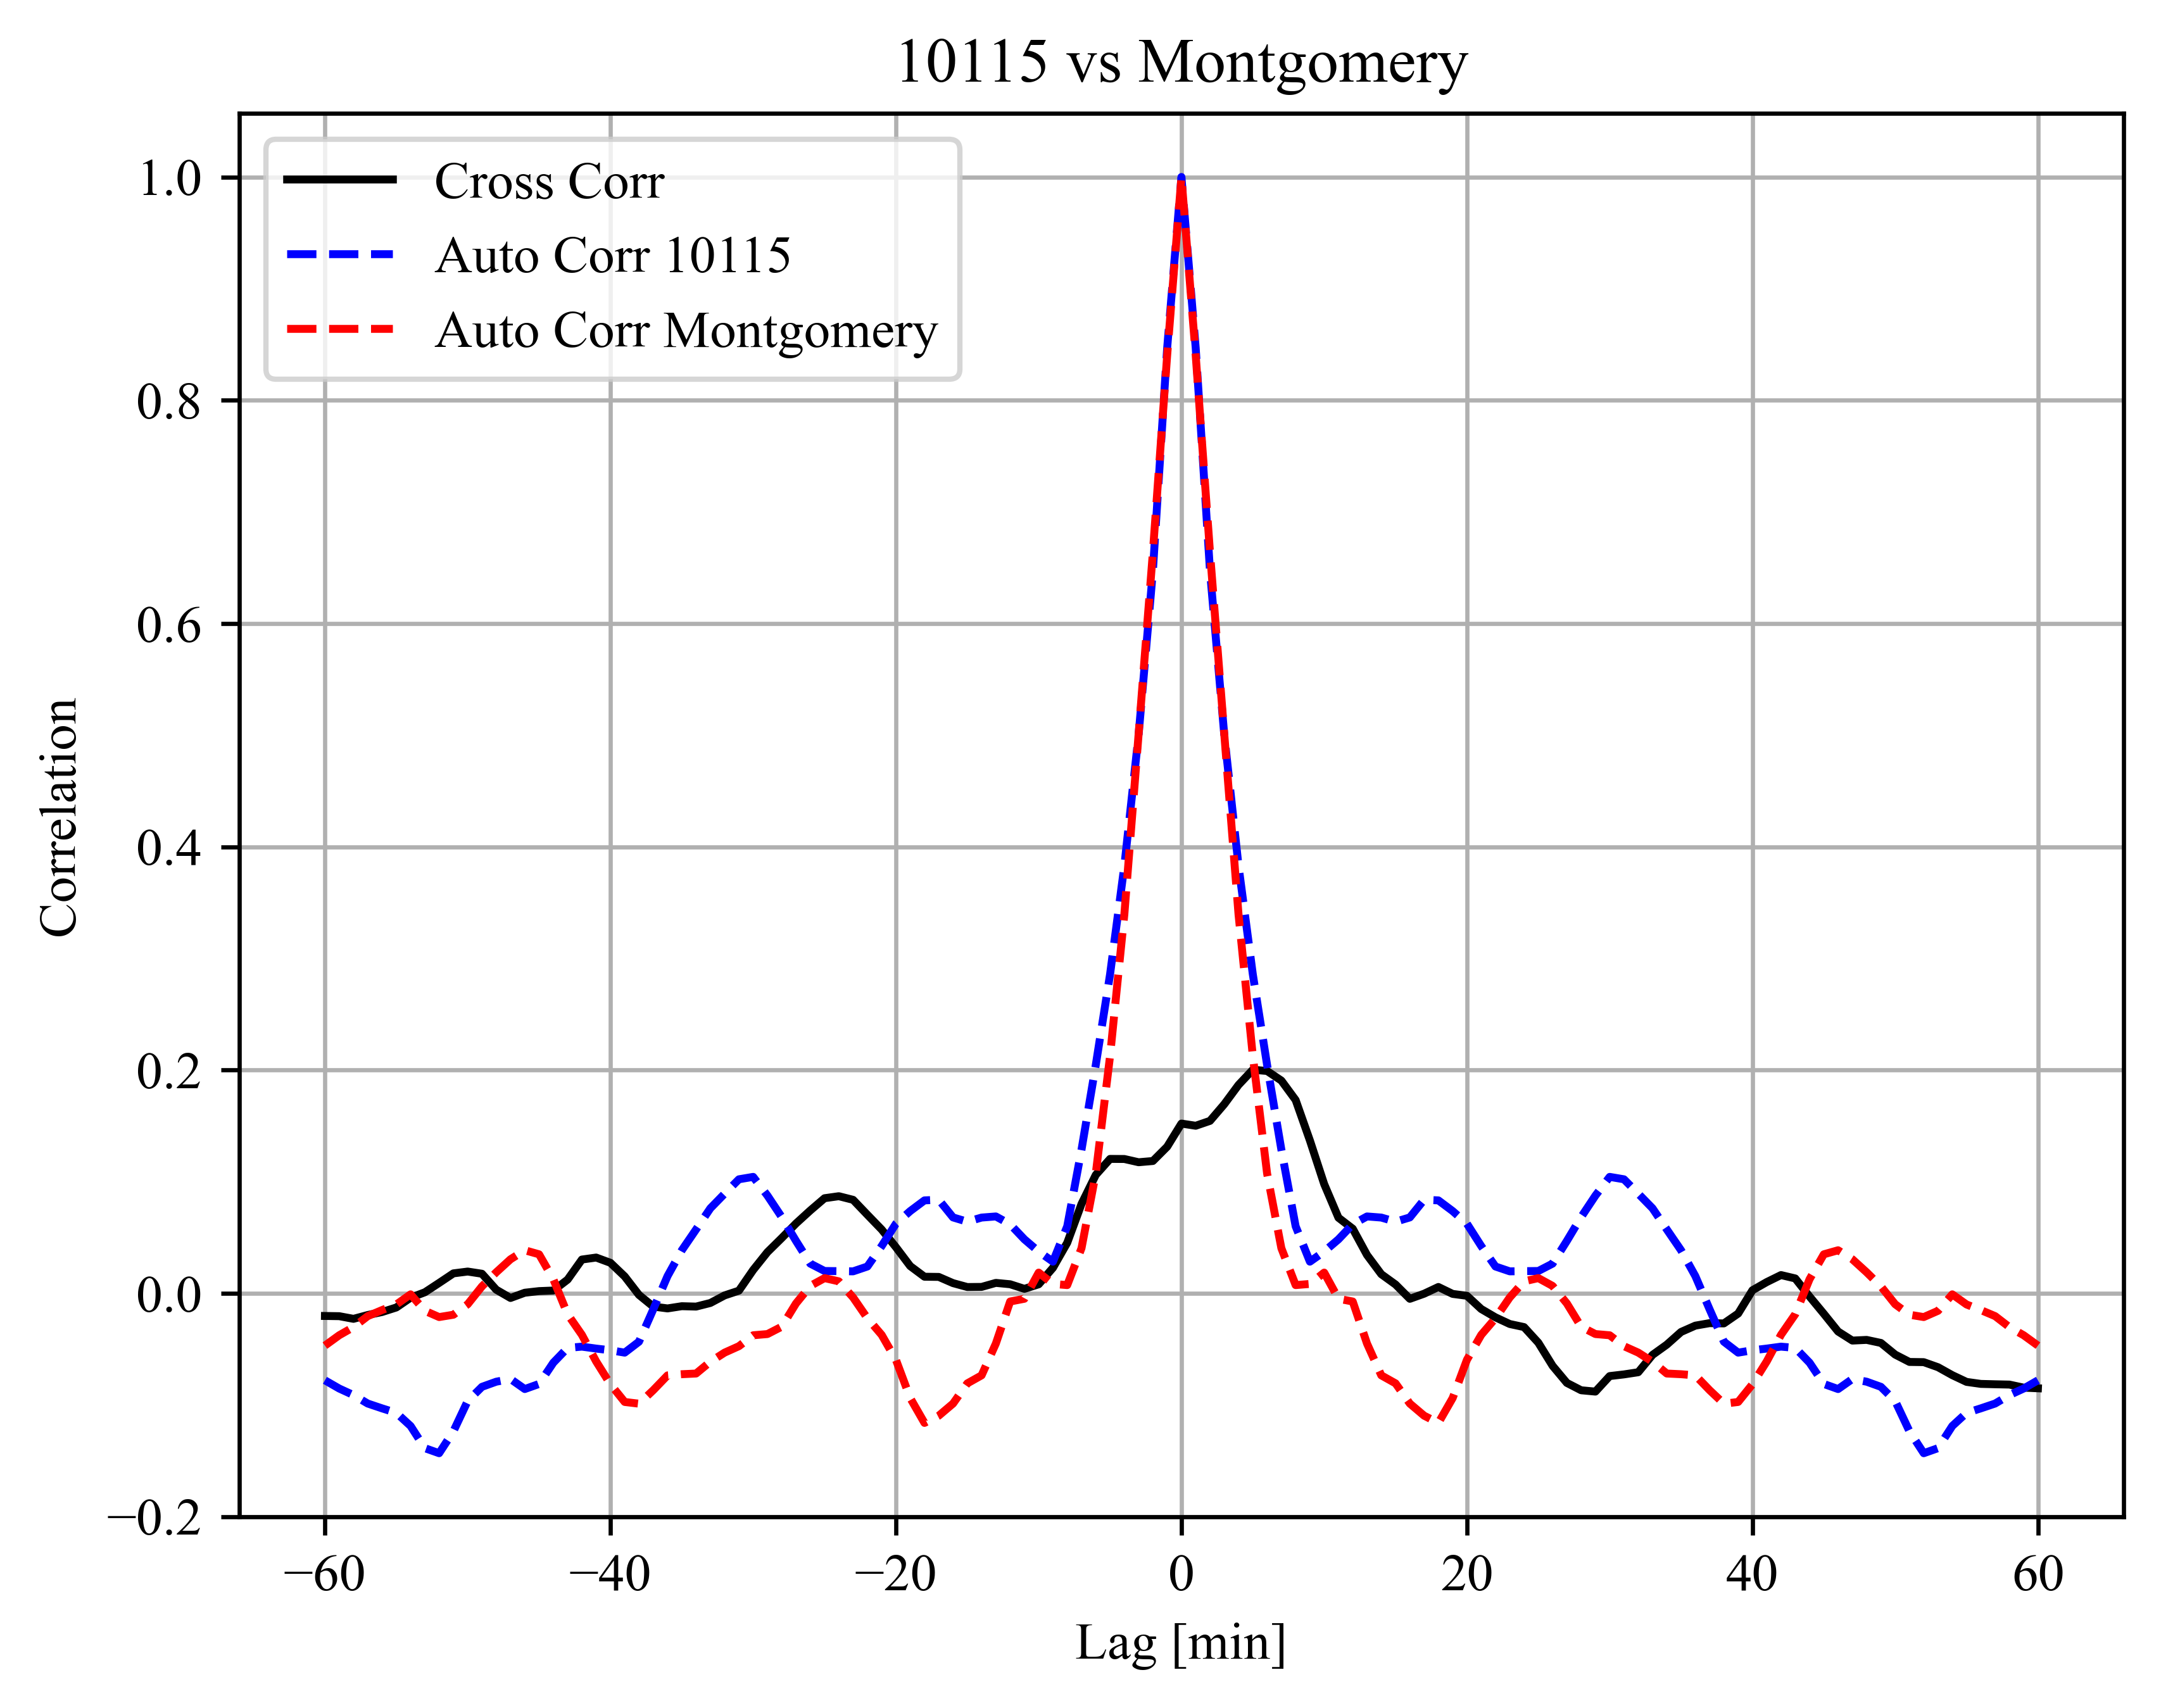 10115 vs Montgomery
Cross Corr
Auto Corr 10115
Auto Corr Montgomery
1.0
0.8
0.6
0.4
0.2
0.0
−0.2
Correlation
−60 −40 −20 0 20 40 60
Lag [min]